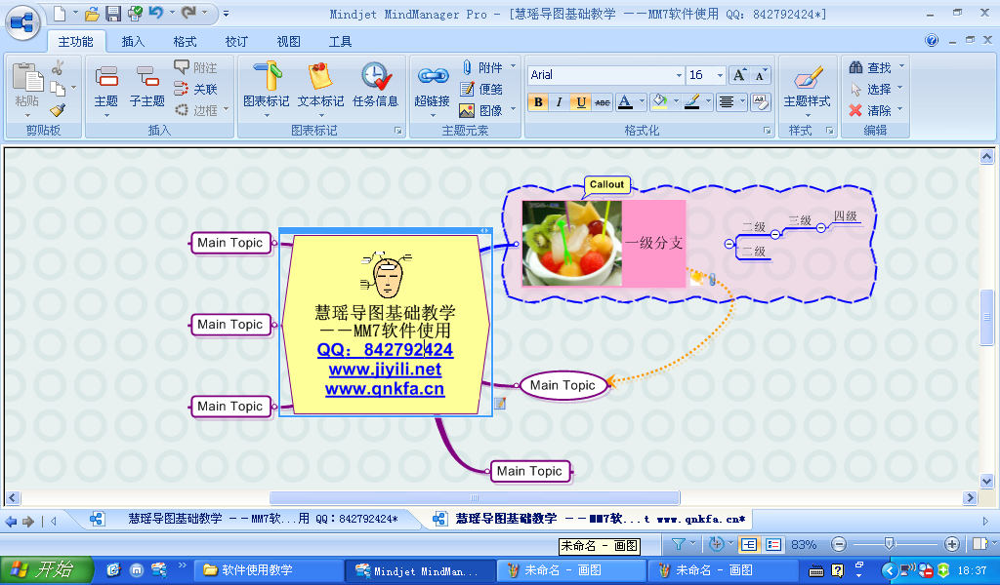 Mindjet MindManager Pro - [慧瑶导图基础教学 －－MM7软件使用 QQ：842792424*]
主功能 插入 格式 校订 视图 工具
粘贴
剪贴板
主题 子主题 附注 关联 边框
插入
图表标记 文本标记 任务信息
图表标记
超链接 附件 便笺 图像
主题元素
Arial 16
B I U ABC A
格式化
主题样式
样式
查找
选择
清除
编辑
Callout
一级分支
二级 三级 四级
二级
Main Topic
慧瑶导图基础教学
－－MM7软件使用
QQ：842792424
www.jiyili.net
www.qnkfa.cn
Main Topic
Main Topic
Main Topic
Main Topic
慧瑶导图基础教学 －－MM7软...用 QQ：842792424*
慧瑶导图基础教学 －－MM7软...t www.qnkfa.cn*
未命名 - 画图
83%
开始
软件使用教学
Mindjet MindMan...
未命名 - 画图
未命名 - 画图
18:37